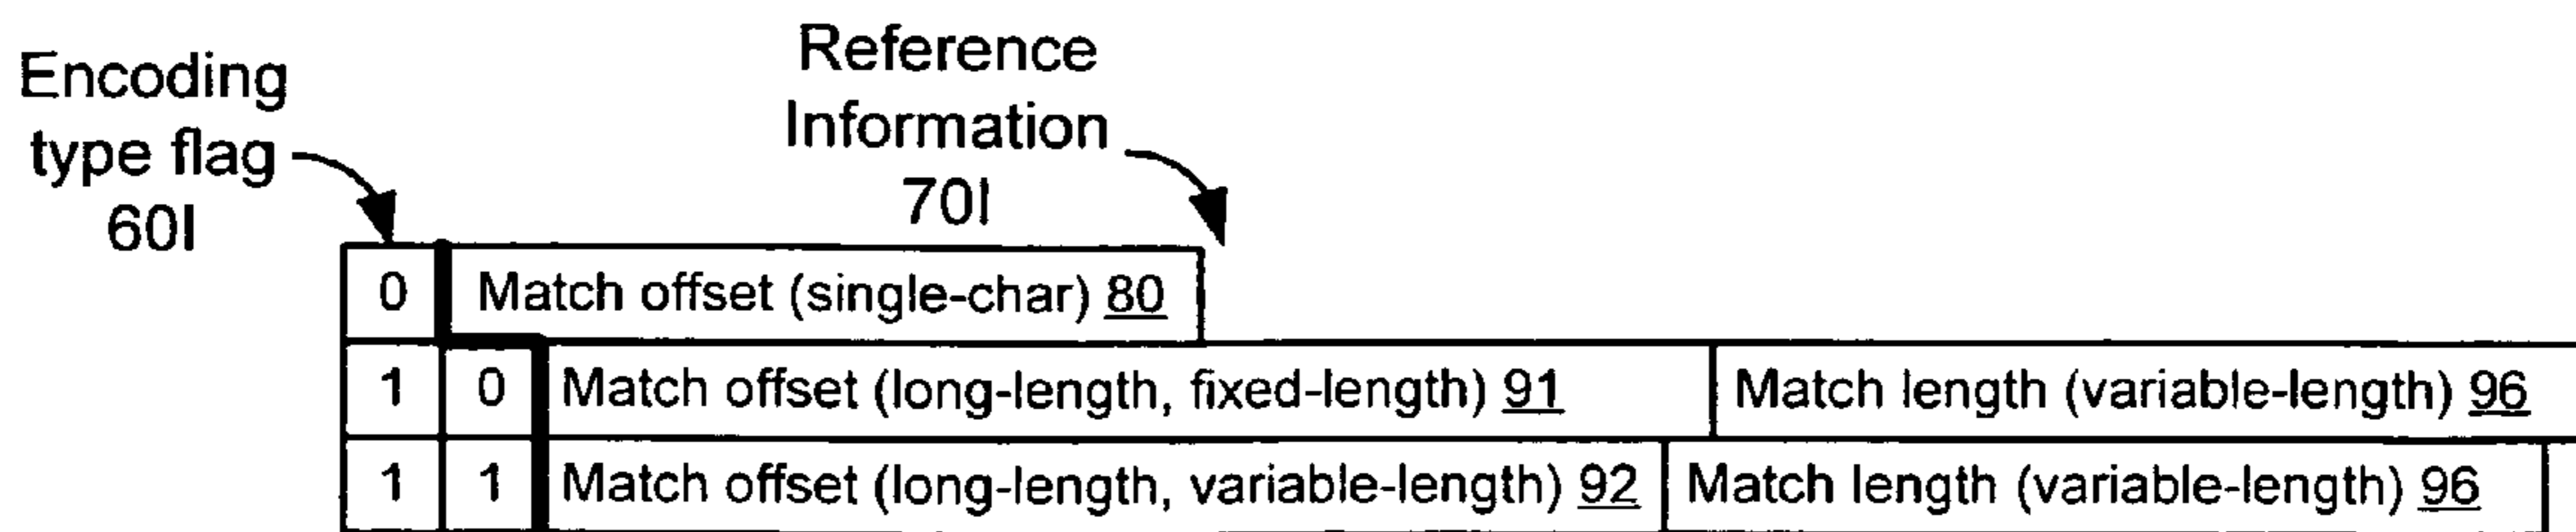 Encoding
type flag
60I
Reference
Information
70I
0 Match offset (single-char) 80
1 0 Match offset (long-length, fixed-length) 91 Match length (variable-length) 96
1 1 Match offset (long-length, variable-length) 92 Match length (variable-length) 96